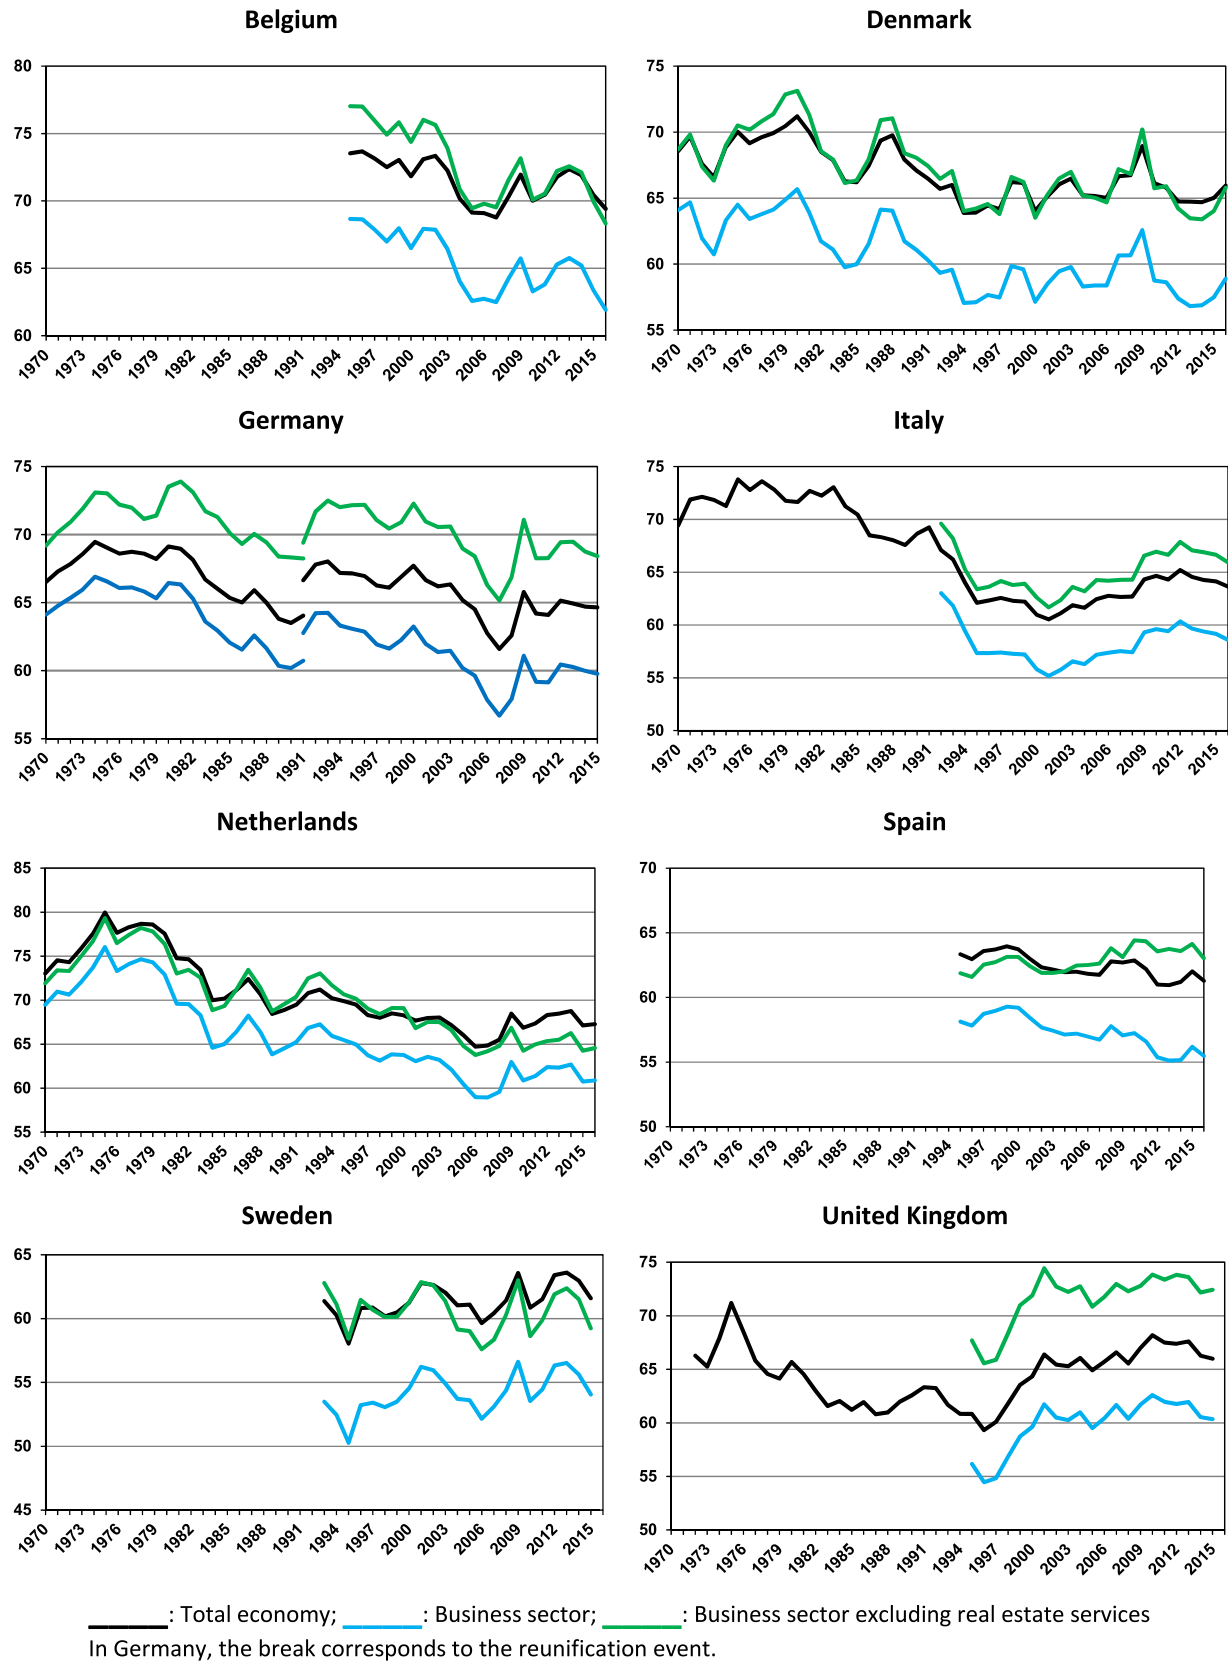 Belgium
80
75
70
65
60
1970 1973 1976 1979 1982 1985 1988 1991 1994 1997 2000 2003 2006 2009 2012 2015
Denmark
75
70
65
60
55
1970 1973 1976 1979 1982 1985 1988 1991 1994 1997 2000 2003 2006 2009 2012 2015
Germany
75
70
65
60
55
1970 1973 1976 1979 1982 1985 1988 1991 1994 1997 2000 2003 2006 2009 2012 2015
Italy
75
70
65
60
55
50
1970 1973 1976 1979 1982 1985 1988 1991 1994 1997 2000 2003 2006 2009 2012 2015
Netherlands
85
80
75
70
65
60
55
1970 1973 1976 1979 1982 1985 1988 1991 1994 1997 2000 2003 2006 2009 2012 2015
Spain
70
65
60
55
50
1970 1973 1976 1979 1982 1985 1988 1991 1994 1997 2000 2003 2006 2009 2012 2015
Sweden
65
60
55
50
45
1970 1973 1976 1979 1982 1985 1988 1991 1994 1997 2000 2003 2006 2009 2012 2015
United Kingdom
75
70
65
60
55
50
1970 1973 1976 1979 1982 1985 1988 1991 1994 1997 2000 2003 2006 2009 2012 2015
: Total economy; : Business sector; : Business sector excluding real estate services
In Germany, the break corresponds to the reunification event.